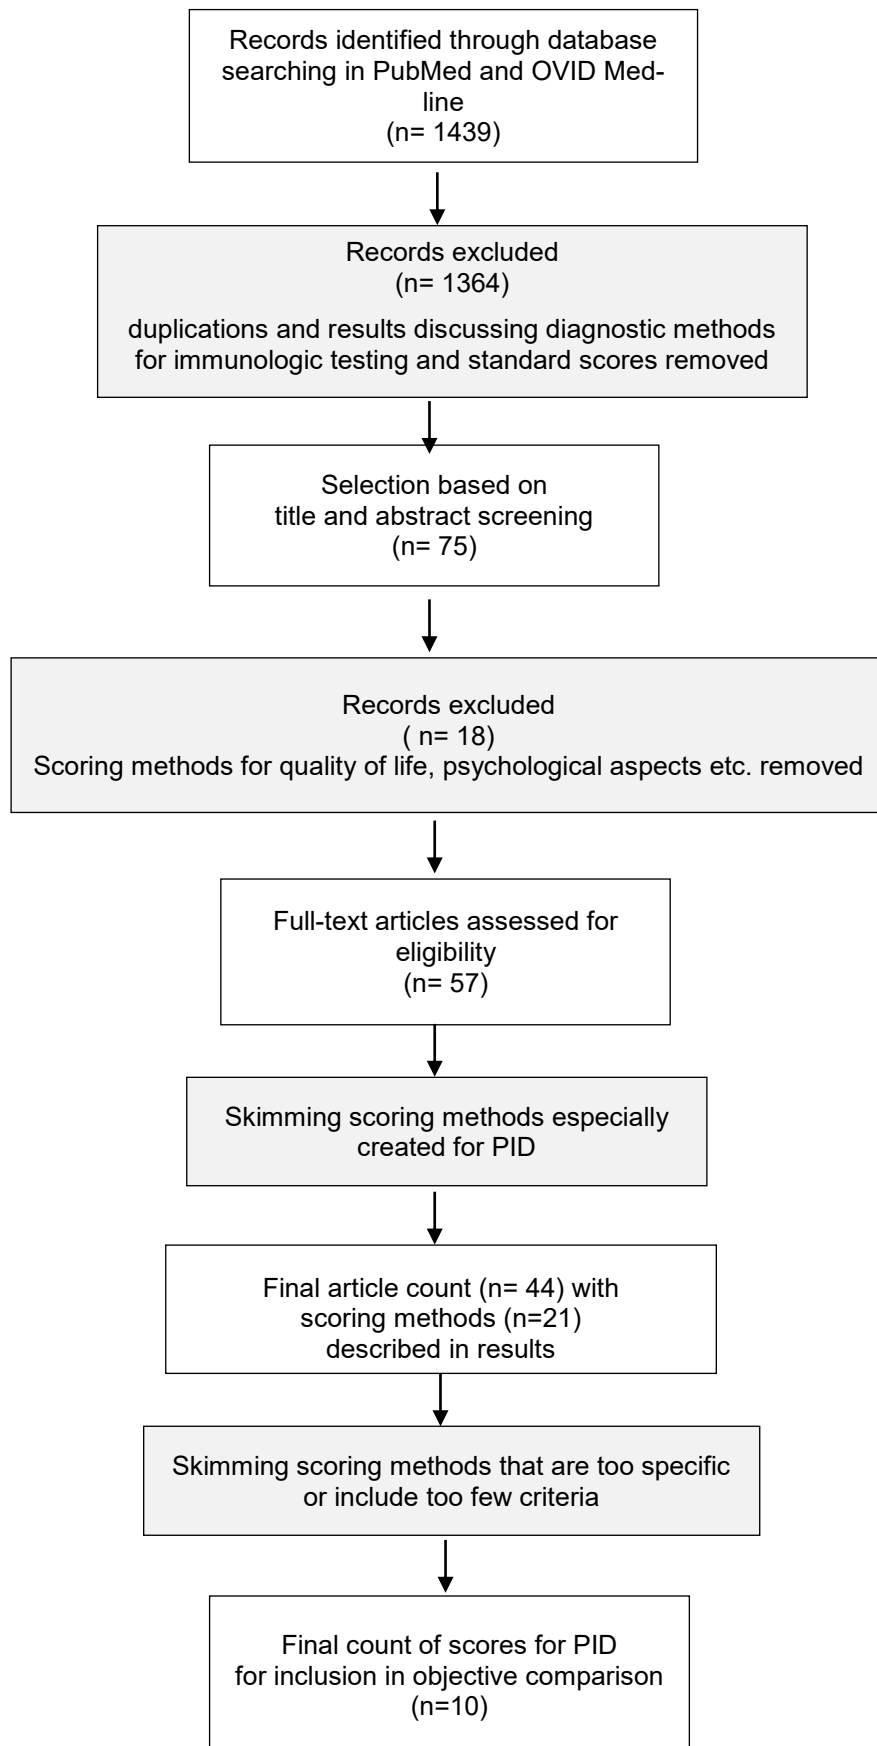 Records identified through database
searching in PubMed and OVID Med-
line
(n= 1439)
Records excluded
(n= 1364)
duplications and results discussing diagnostic methods
for immunologic testing and standard scores removed
Selection based on
title and abstract screening
(n= 75)
Records excluded
( n= 18)
Scoring methods for quality of life, psychological aspects etc. removed
Full-text articles assessed for
eligibility
(n= 57)
Skimming scoring methods especially
created for PID
Final article count (n= 44) with
scoring methods (n=21)
described in results
Skimming scoring methods that are too specific
or include too few criteria
Final count of scores for PID
for inclusion in objective comparison
(n=10)